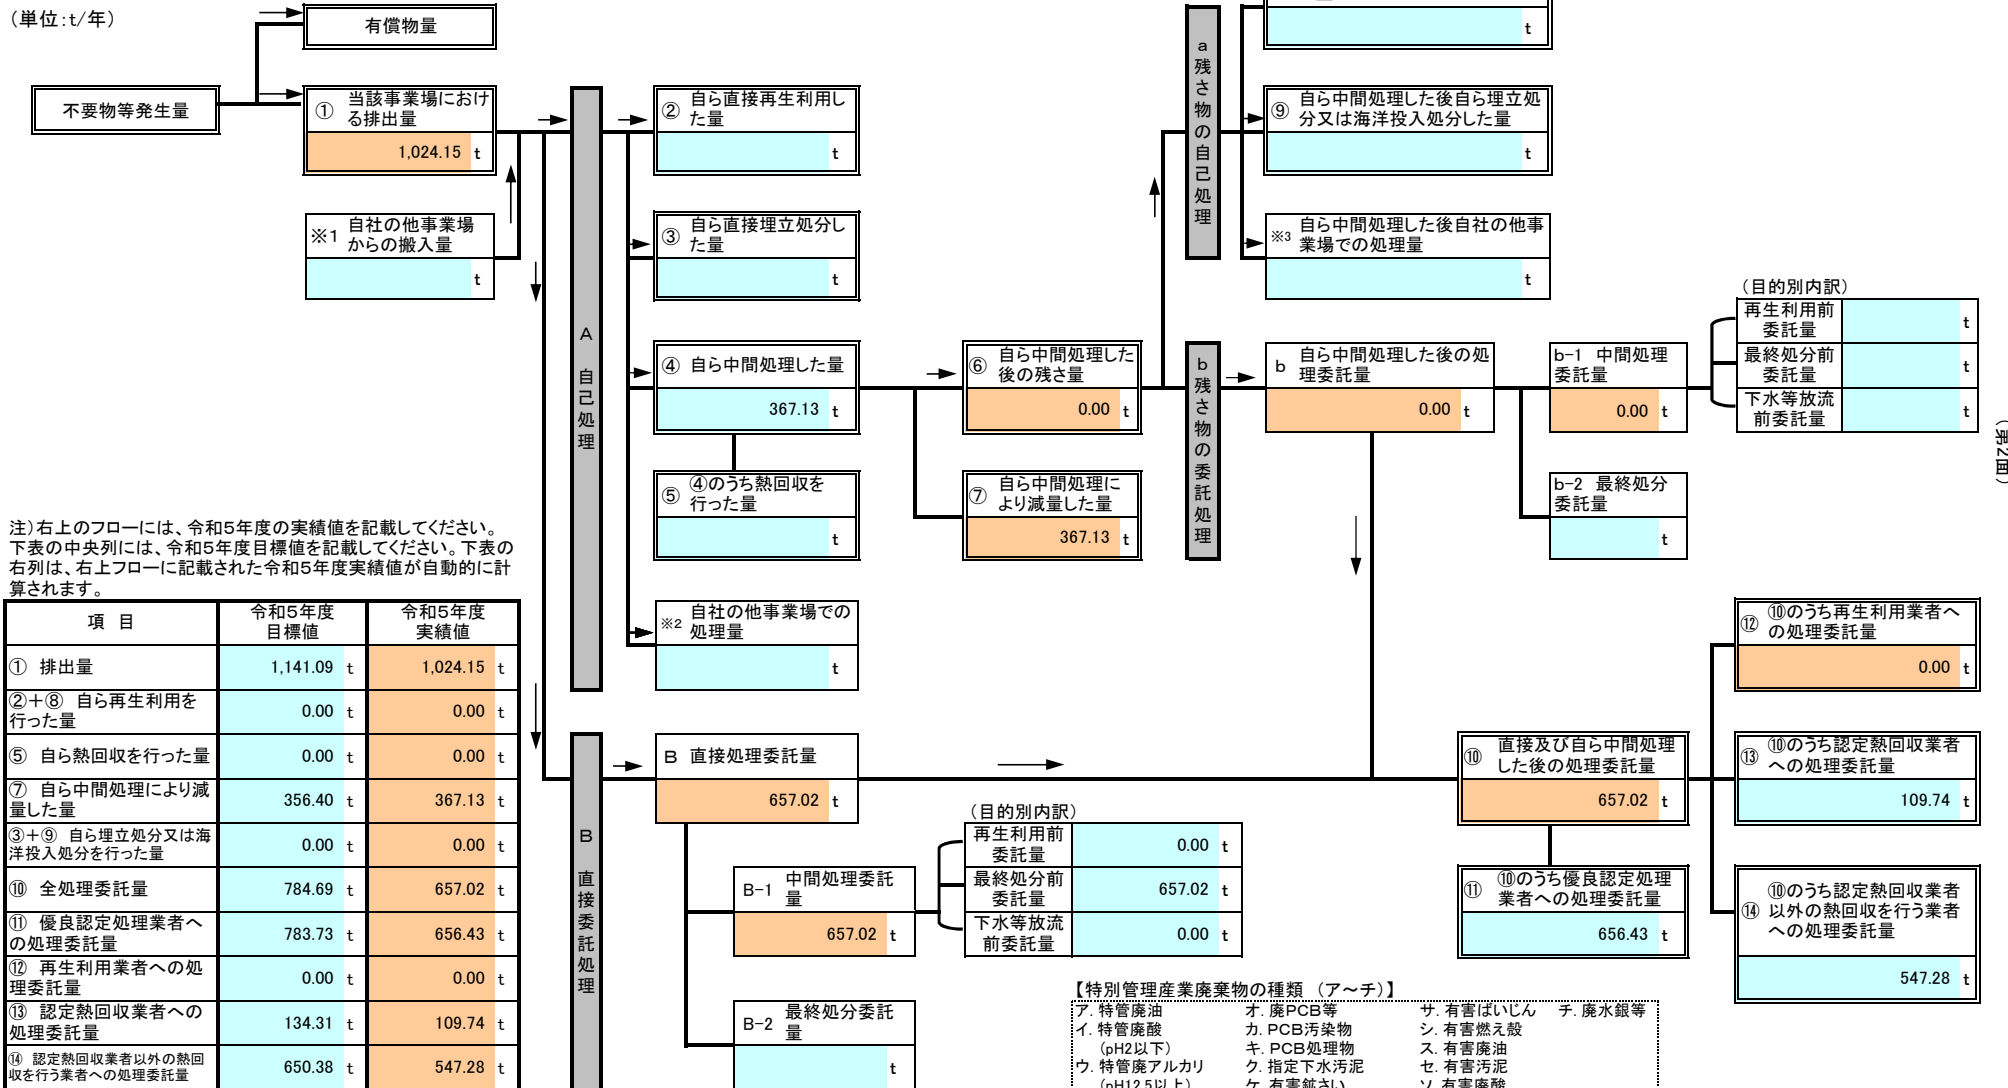 （単位：ｔ/年）
有償物量
不要物等発生量
① 当該事業場におけ
る排出量
1,024.15 ｔ
※1 自社の他事業場
からの搬入量
ｔ
A 自己処理
② 自ら直接再生利用し
た量
ｔ
③ 自ら直接埋立処分し
た量
ｔ
④ 自ら中間処理した量
367.13 ｔ
⑤ ④のうち熱回収を
行った量
ｔ
※2 自社の他事業場での
処理量
ｔ
⑥ 自ら中間処理した
後の残さ量
0.00 ｔ
⑦ 自ら中間処理に
より減量した量
367.13 ｔ
a 残さ物の自己処理
ｔ
⑨ 自ら中間処理した後自ら埋立処
分又は海洋投入処分した量
ｔ
※3 自ら中間処理した後自社の他事
業場での処理量
ｔ
b 残さ物の委託処理
b 自ら中間処理した後の処
理委託量
0.00 ｔ
b-1 中間処理
委託量
0.00 ｔ
b-2 最終処分
委託量
ｔ
（目的別内訳）
再生利用前
委託量 ｔ
最終処分前
委託量 ｔ
下水等放流
前委託量 ｔ
（第2面）
注）右上のフローには、令和５年度の実績値を記載してください。
下表の中央列には、令和５年度目標値を記載してください。下表の
右列は、右上フローに記載された令和５年度実績値が自動的に計
算されます。
項 目 令和５年度 目標値 令和５年度 実績値
① 排出量 1,141.09 ｔ 1,024.15 ｔ
②＋⑧ 自ら再生利用を
行った量 0.00 ｔ 0.00 ｔ
⑤ 自ら熱回収を行った量 0.00 ｔ 0.00 ｔ
⑦ 自ら中間処理により減
量した量 356.40 ｔ 367.13 ｔ
③＋⑨ 自ら埋立処分又は海
洋投入処分を行った量 0.00 ｔ 0.00 ｔ
⑩ 全処理委託量 784.69 ｔ 657.02 ｔ
⑪ 優良認定処理業者へ
の処理委託量 783.73 ｔ 656.43 ｔ
⑫ 再生利用業者への処
理委託量 0.00 ｔ 0.00 ｔ
⑬ 認定熱回収業者への
処理委託量 134.31 ｔ 109.74 ｔ
⑭ 認定熱回収業者以外の熱回
収を行う業者への処理委託量 650.38 ｔ 547.28 ｔ
B 直接委託処理
B 直接処理委託量
657.02 ｔ
B-1 中間処理委託
量
657.02 ｔ
B-2 最終処分委託
量
ｔ
（目的別内訳）
再生利用前
委託量 0.00 ｔ
最終処分前
委託量 657.02 ｔ
下水等放流
前委託量 0.00 ｔ
⑩ 直接及び自ら中間処理
した後の処理委託量
657.02 ｔ
⑪ ⑩のうち優良認定処理
業者への処理委託量
656.43 ｔ
⑫ ⑩のうち再生利用業者へ
の処理委託量
0.00 ｔ
⑬ ⑩のうち認定熱回収業者
への処理委託量
109.74 ｔ
⑭ ⑩のうち認定熱回収業者
以外の熱回収を行う業者
への処理委託量
547.28 ｔ
【特別管理産業廃棄物の種類 （ア～チ）】
ア. 特管廃油 オ. 廃PCB等 サ. 有害ばいじん チ. 廃水銀等
イ. 特管廃酸 カ. PCB汚染物 シ. 有害燃え殻
（pH2以下） キ. PCB処理物 ス. 有害廃油
ウ. 特管廃アルカリ ク. 指定下水汚泥 セ. 有害汚泥
（pH12.5以上） ケ. 有害鉱さい ソ. 有害廃酸